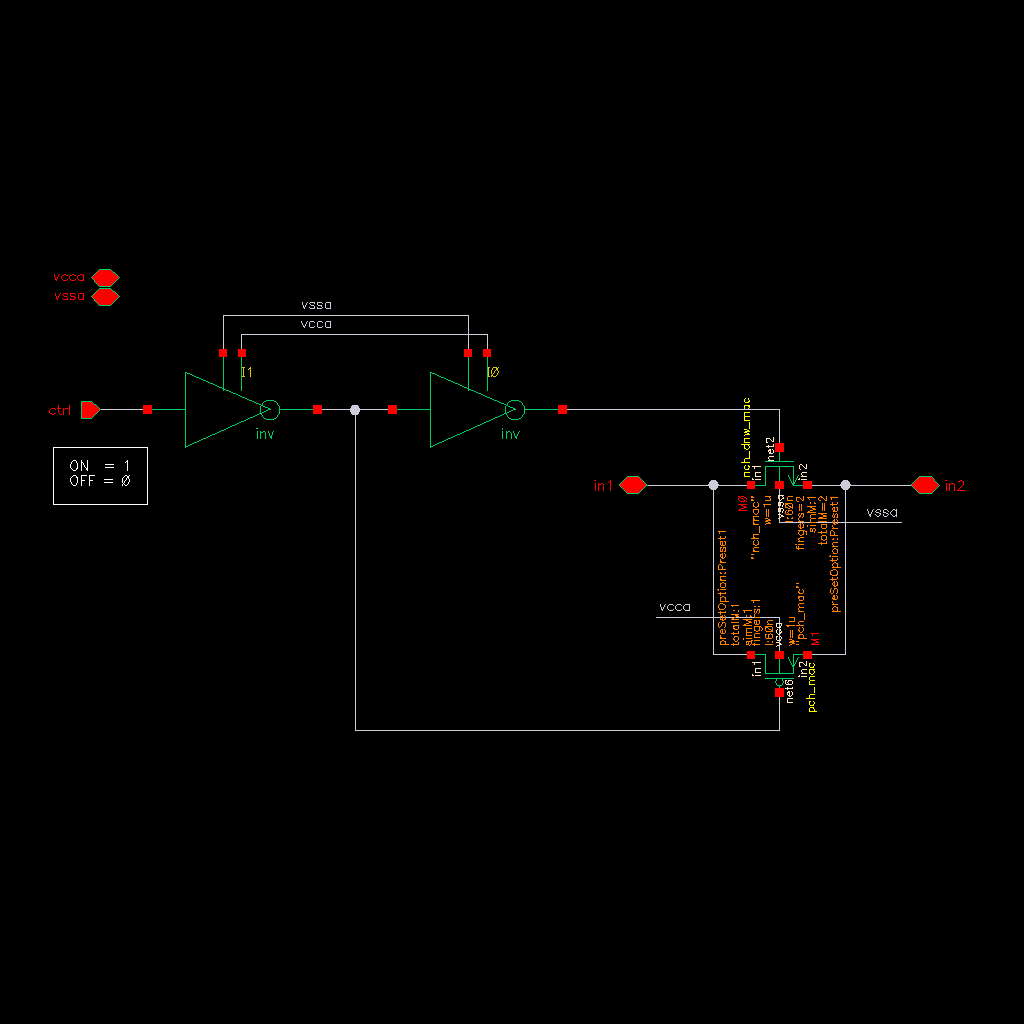 vcca
vssa
vssa
vcca
I1
IØ
ctrl
inv
inv
ON = 1
OFF = Ø
nch_dnw_mac
net2
in1
in2
in1
in2
MØ
"nch_mac"
w=1u
vssa
l:60n
fingers=2
simM:1
totalM=2
preSetOption:Preset1
vssa
preSetOption:Preset1
totalM:1
simM:1
fingers:1
l:60n
vcca
w=1u
"pch_mac"
M1
vcca
in1
in2
net6
pch_mac